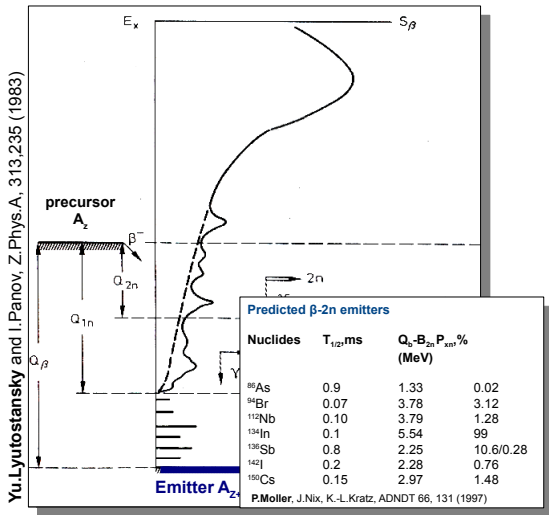 Yu.Lyutostansky and I.Panov, Z.Phys.A, 313,235 (1983)
E_x
S_β
precursor
A_z
β⁻
Q_2n
Q_1n
Q_β
2n
γ
Emitter A_Z+
Predicted β-2n emitters
Nuclides T_1/2,ms Q_b-B_2n P_xn,%
(MeV)
⁸⁶As 0.9 1.33 0.02
⁹⁴Br 0.07 3.78 3.12
¹¹²Nb 0.10 3.79 1.28
¹³⁴In 0.1 5.54 99
¹³⁶Sb 0.8 2.25 10.6/0.28
¹⁴²I 0.2 2.28 0.76
¹⁵⁰Cs 0.15 2.97 1.48
P.Moller, J.Nix, K.-L.Kratz, ADNDT 66, 131 (1997)